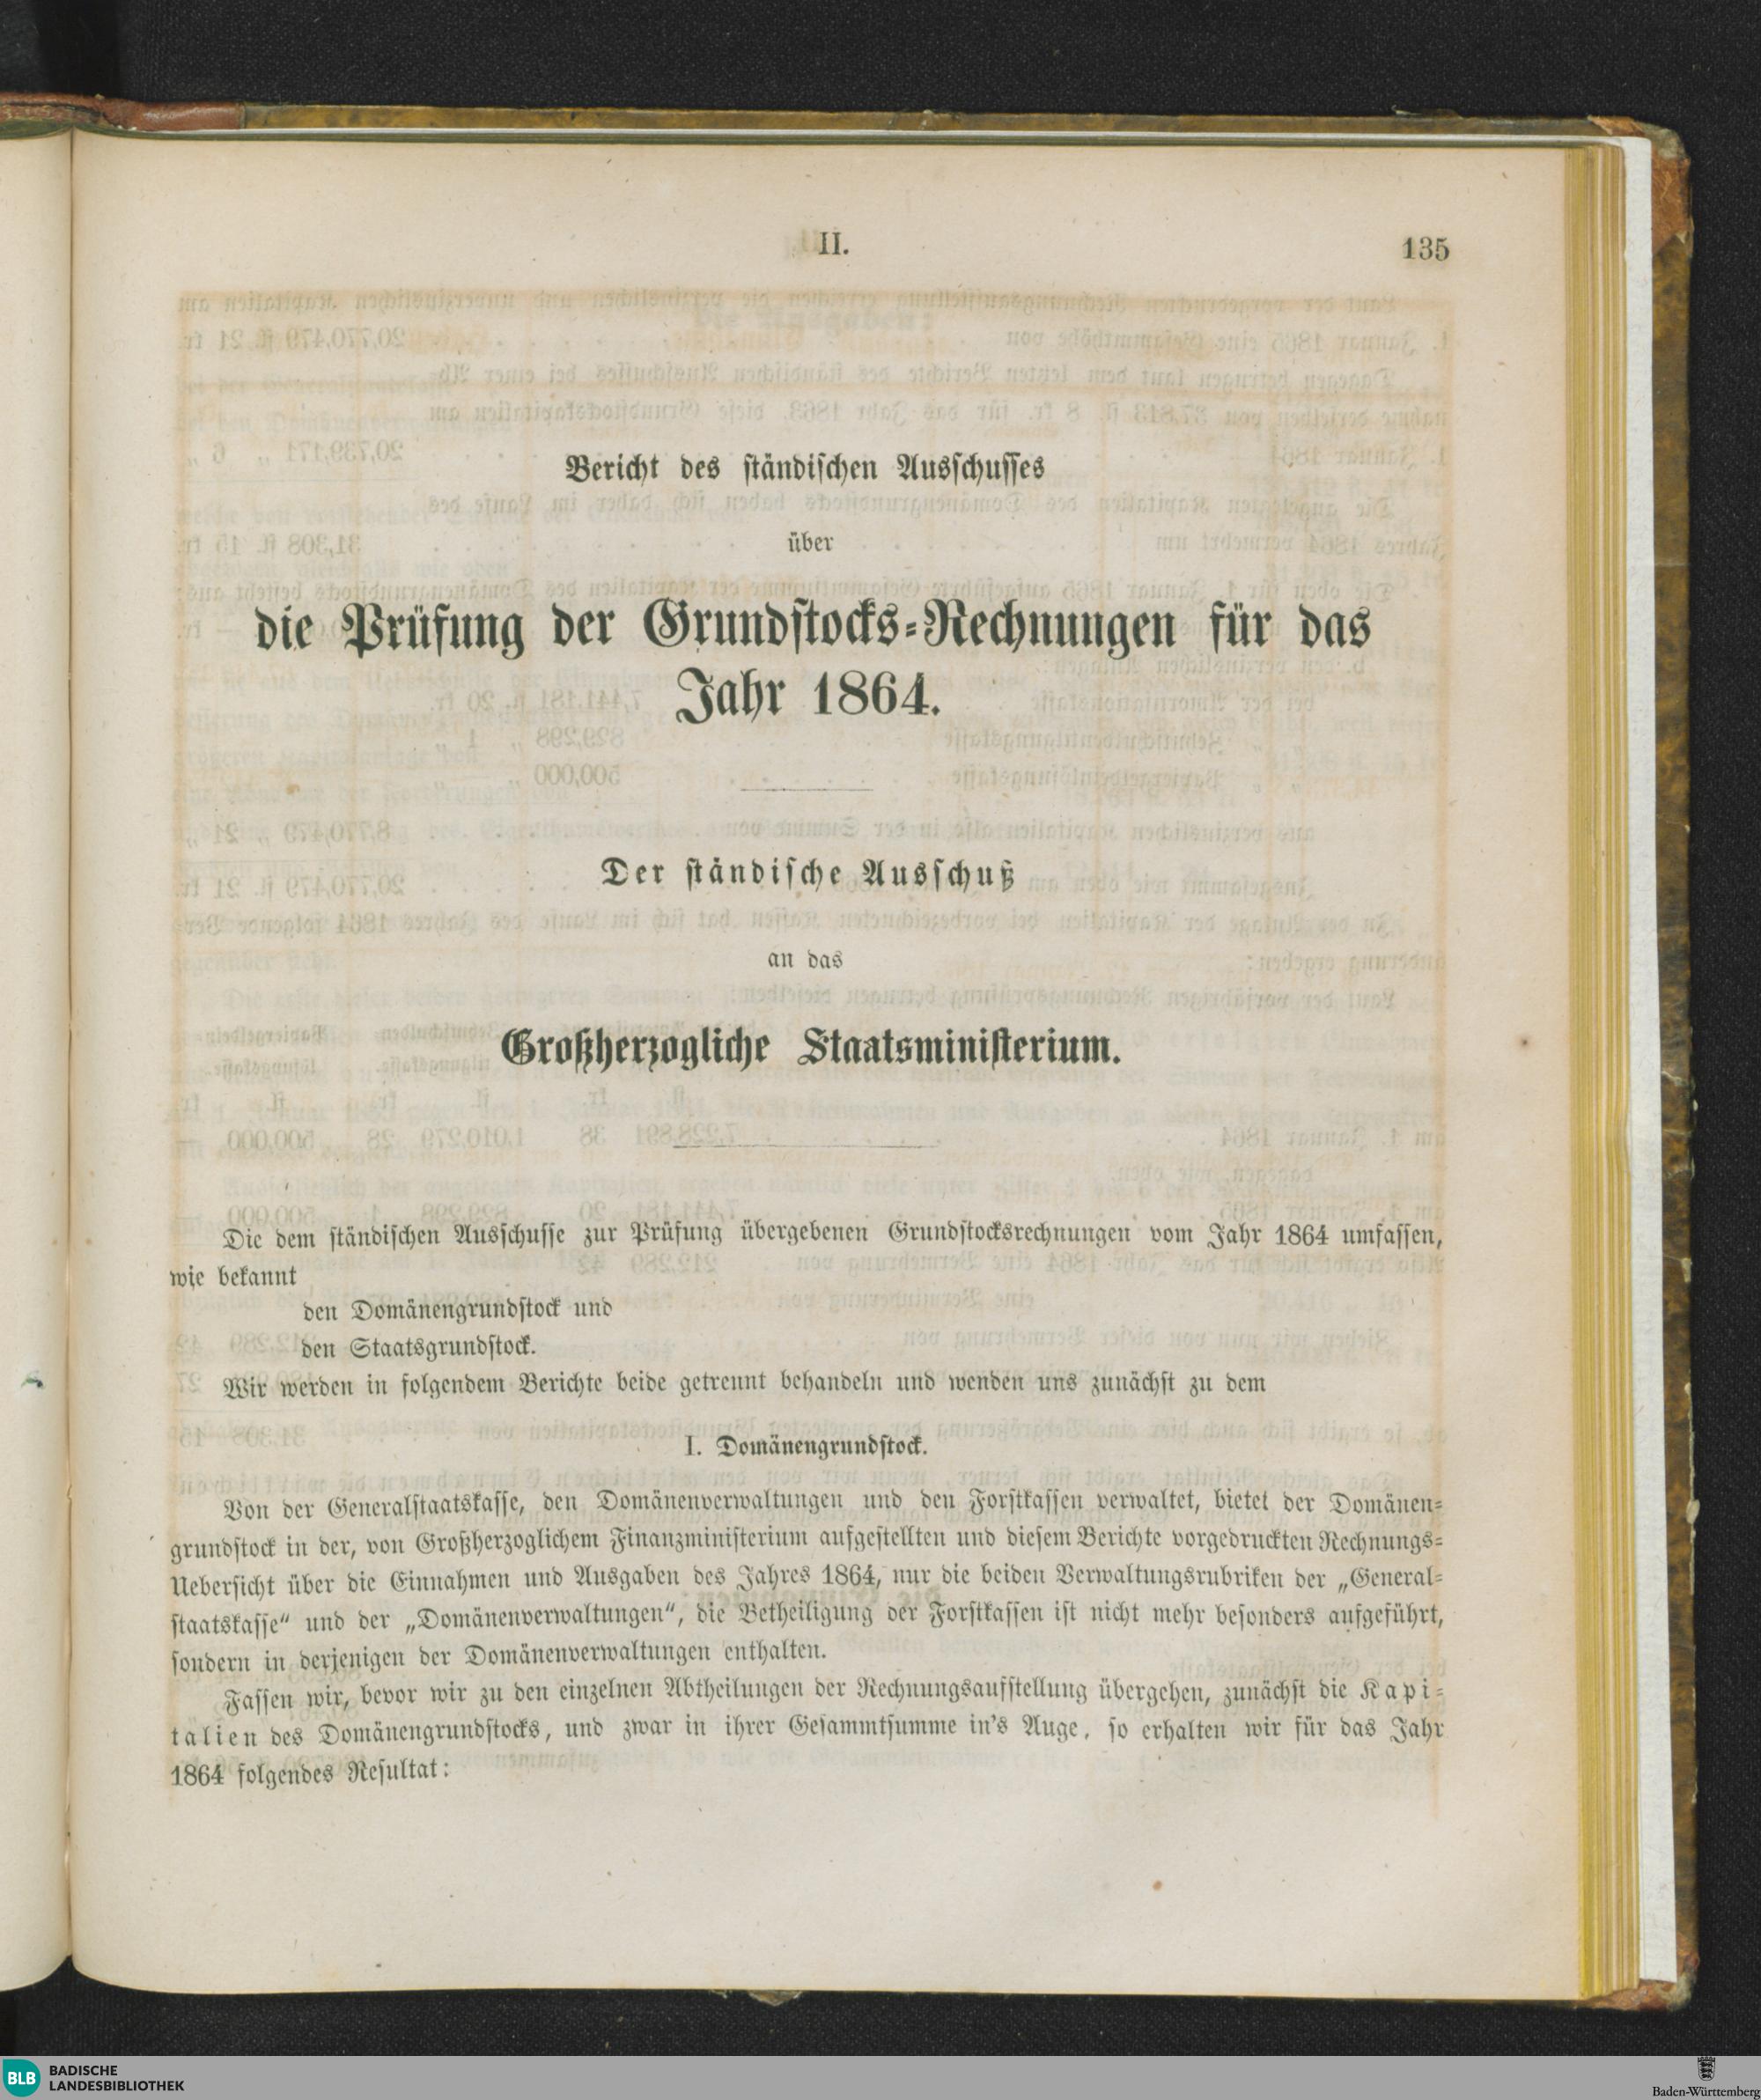 II.
135
Bericht des ständischen Ausschusses
über
die Prüfung der Grundstocks-Rechnungen für das
Jahr 1864.
Der ständische Ausschuß
an das
Großherzogliche Staatsministerium.
Die dem ständischen Ausschusse zur Prüfung übergebenen Grundstocksrechnungen vom Jahr 1864 umfassen,
wie bekannt
den Domänengrundstock und
den Staatsgrundstock.
Wir werden in folgendem Berichte beide getrennt behandeln und wenden uns zunächst zu dem
I. Domänengrundstock.
Von der Generalstaatskasse, den Domänenverwaltungen und den Forstkassen verwaltet, bietet der Domänen-
grundstock in der, von Großherzoglichem Finanzministerium aufgestellten und diesem Berichte vorgedruckten Rechnungs-
Uebersicht über die Einnahmen und Ausgaben des Jahres 1864, nur die beiden Verwaltungsrubriken der „General-
staatskasse“ und der „Domänenverwaltungen“, die Betheiligung der Forstkassen ist nicht mehr besonders aufgeführt,
sondern in derjenigen der Domänenverwaltungen enthalten.
Fassen wir, bevor wir zu den einzelnen Abtheilungen der Rechnungsaufstellung übergehen, zunächst die Kapi-
talien des Domänengrundstocks, und zwar in ihrer Gesammtsumme in's Auge, so erhalten wir für das Jahr
1864 folgendes Resultat:
BLB BADISCHE
LANDESBIBLIOTHEK
Baden-Württemberg